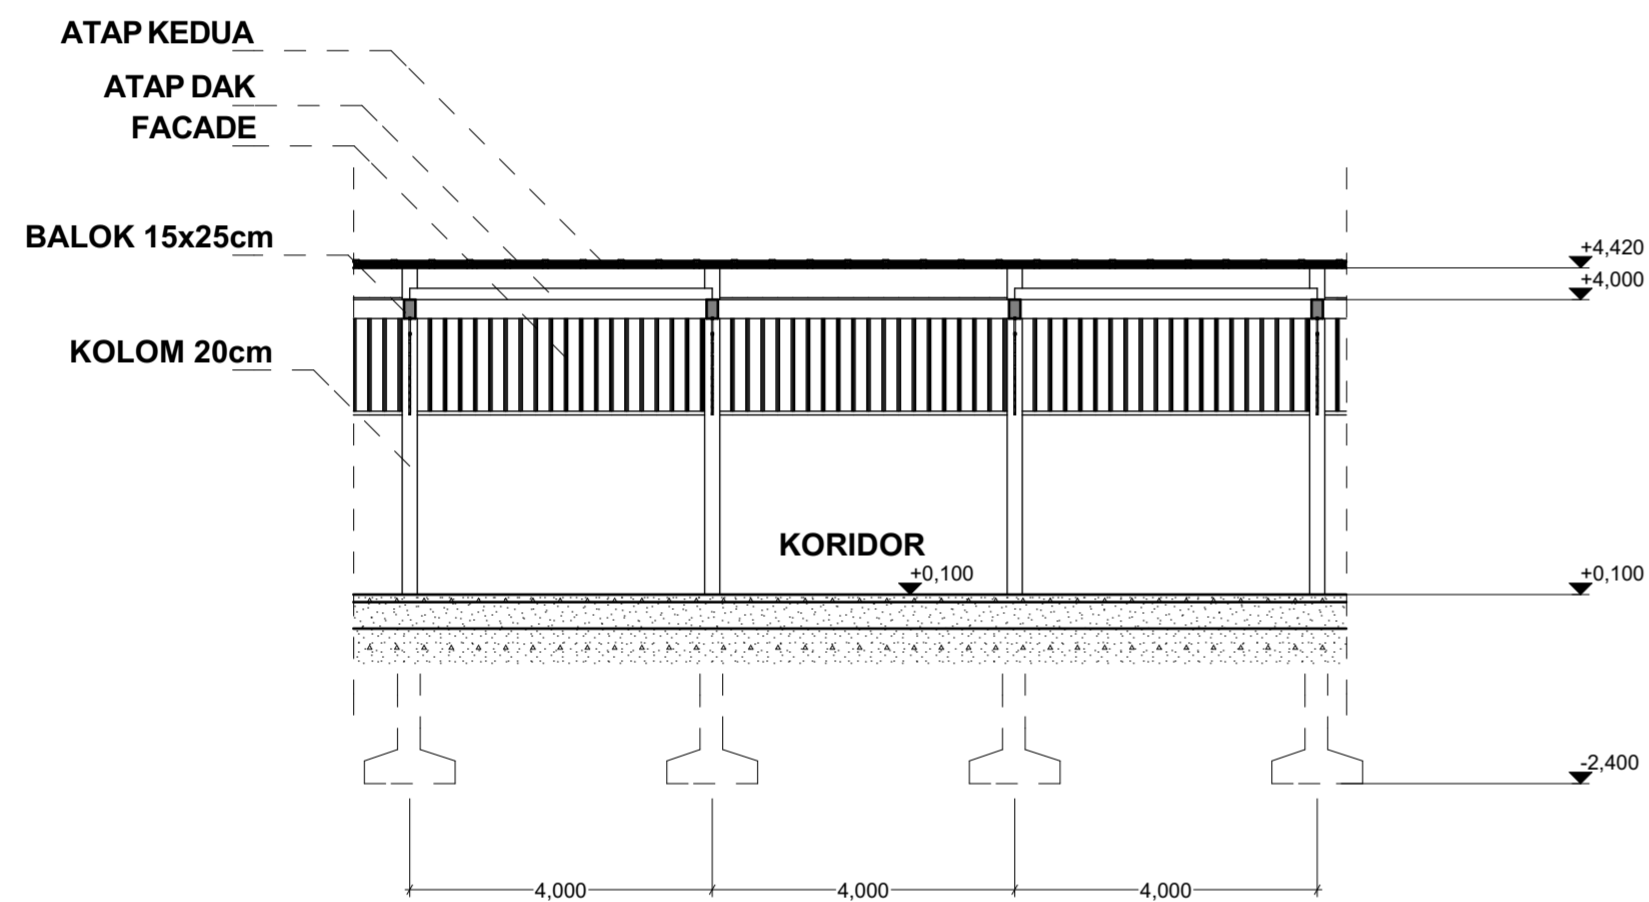 ATAP KEDUA
ATAP DAK
FACADE
BALOK 15x25cm
KOLOM 20cm
+4,420
+4,000
KORIDOR
+0,100
+0,100
-2,400
4,000
4,000
4,000